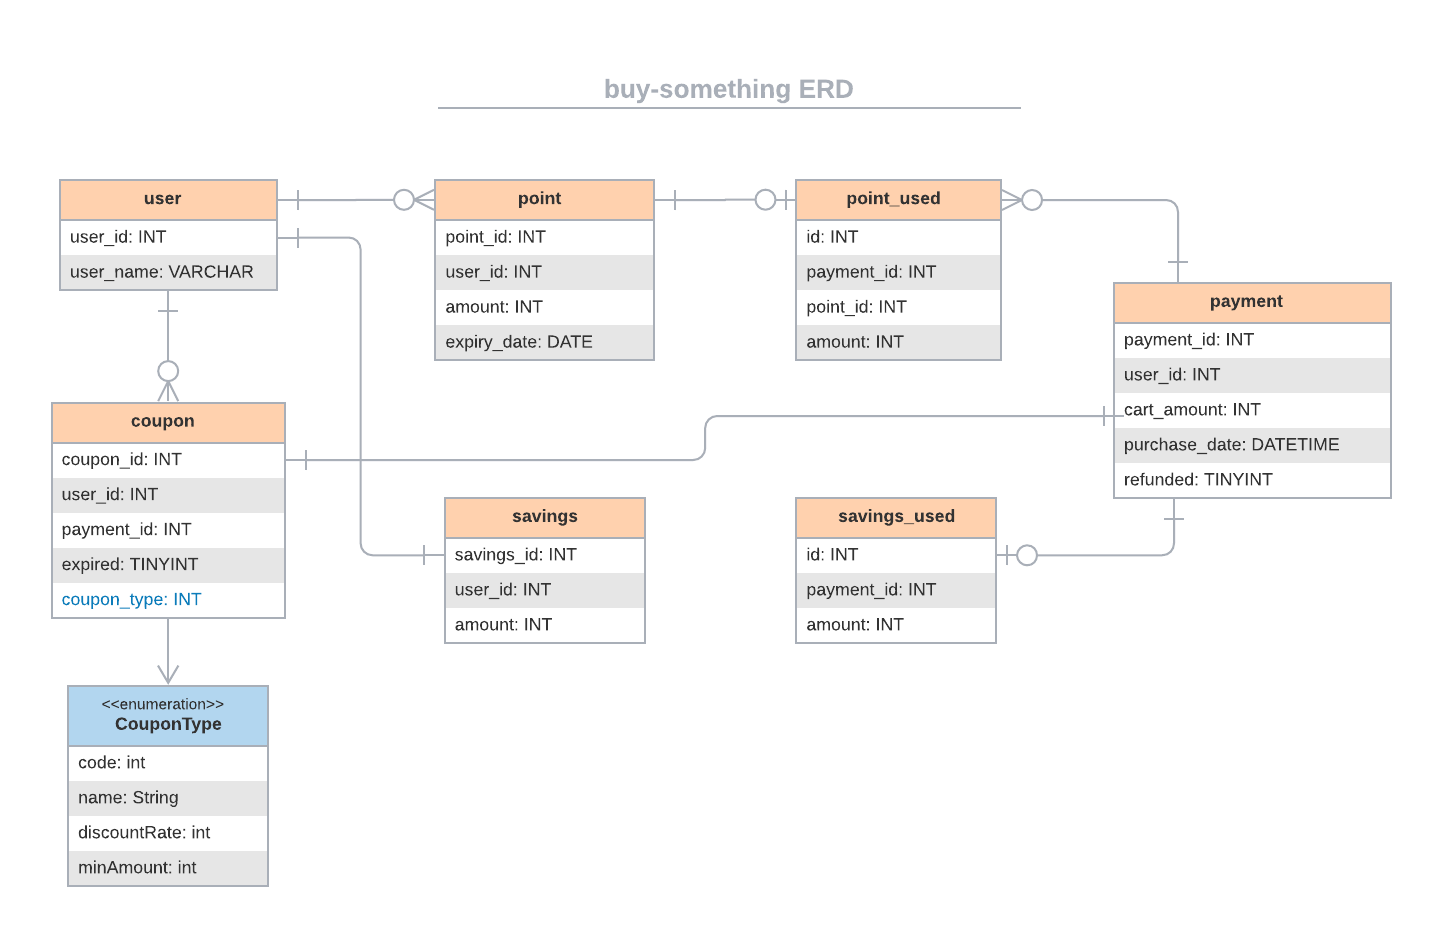 buy-something ERD
user
user_id: INT
user_name: VARCHAR
point
point_id: INT
user_id: INT
amount: INT
expiry_date: DATE
point_used
id: INT
payment_id: INT
point_id: INT
amount: INT
payment
payment_id: INT
user_id: INT
cart_amount: INT
purchase_date: DATETIME
refunded: TINYINT
coupon
coupon_id: INT
user_id: INT
payment_id: INT
expired: TINYINT
coupon_type: INT
savings
savings_id: INT
user_id: INT
amount: INT
savings_used
id: INT
payment_id: INT
amount: INT
<<enumeration>>
CouponType
code: int
name: String
discountRate: int
minAmount: int